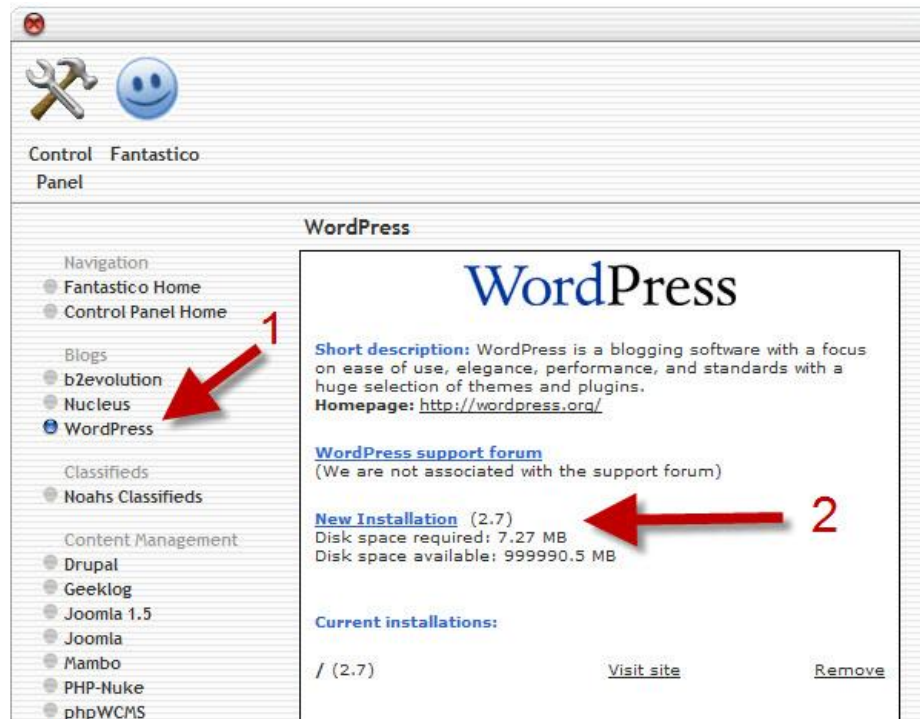 Control Fantastico
Panel
WordPress
Navigation
Fantastico Home
Control Panel Home
1
Blogs
b2evolution
Nucleus
WordPress
Classifieds
Noahs Classifieds
Content Management
Drupal
Geeklog
Joomla 1.5
Joomla
Mambo
PHP-Nuke
phpWCMS
WordPress
Short description: WordPress is a blogging software with a focus
on ease of use, elegance, performance, and standards with a
huge selection of themes and plugins.
Homepage: http://wordpress.org/
WordPress support forum
(We are not associated with the support forum)
New Installation (2.7)
2
Disk space required: 7.27 MB
Disk space available: 999990.5 MB
Current installations:
/ (2.7) Visit site Remove